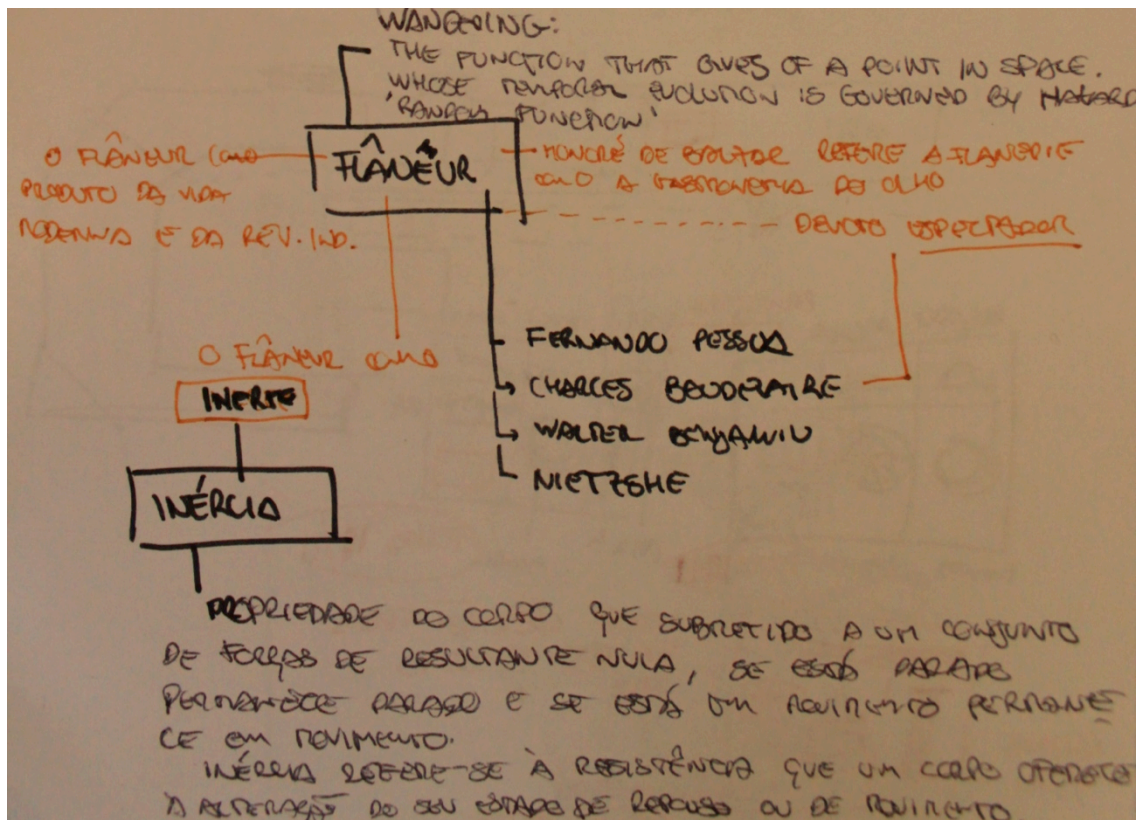 WANDERING:
THE FUNCTION THAT GIVES OF A POINT IN SPACE.
WHOSE TEMPORAL EVOLUTION IS GOVERNED BY HAZARD
'RANDOM FUNCTION'
FLÂNEUR
O FLÂNEUR COMO
PRODUTO DA VIDA
MODERNA E DA REV. IND.
HONORÉ DE BALZAC REFERE A FLANERIE
COMO A GASTRONOMIA DO OLHO
DEVOTO ESPECTADOR
FERNANDO PESSOA
CHARLES BAUDELAIRE
WALTER BENJAMIN
NIETZSHE
O FLÂNEUR COMO
INERTE
INÉRCIA
PROPRIEDADE DO CORPO QUE SUBMETIDO A UM CONJUNTO
DE FORÇAS DE RESULTANTE NULA, SE ESTÁ PARADO
PERMANECE PARADO E SE ESTÁ EM MOVIMENTO PERMANE
CE EM MOVIMENTO.
INÉRCIA REFERE-SE À RESISTÊNCIA QUE UM CORPO OFERECE
À ALTERAÇÃO DO SEU ESTADO DE REPOUSO OU DE MOVIMENTO.